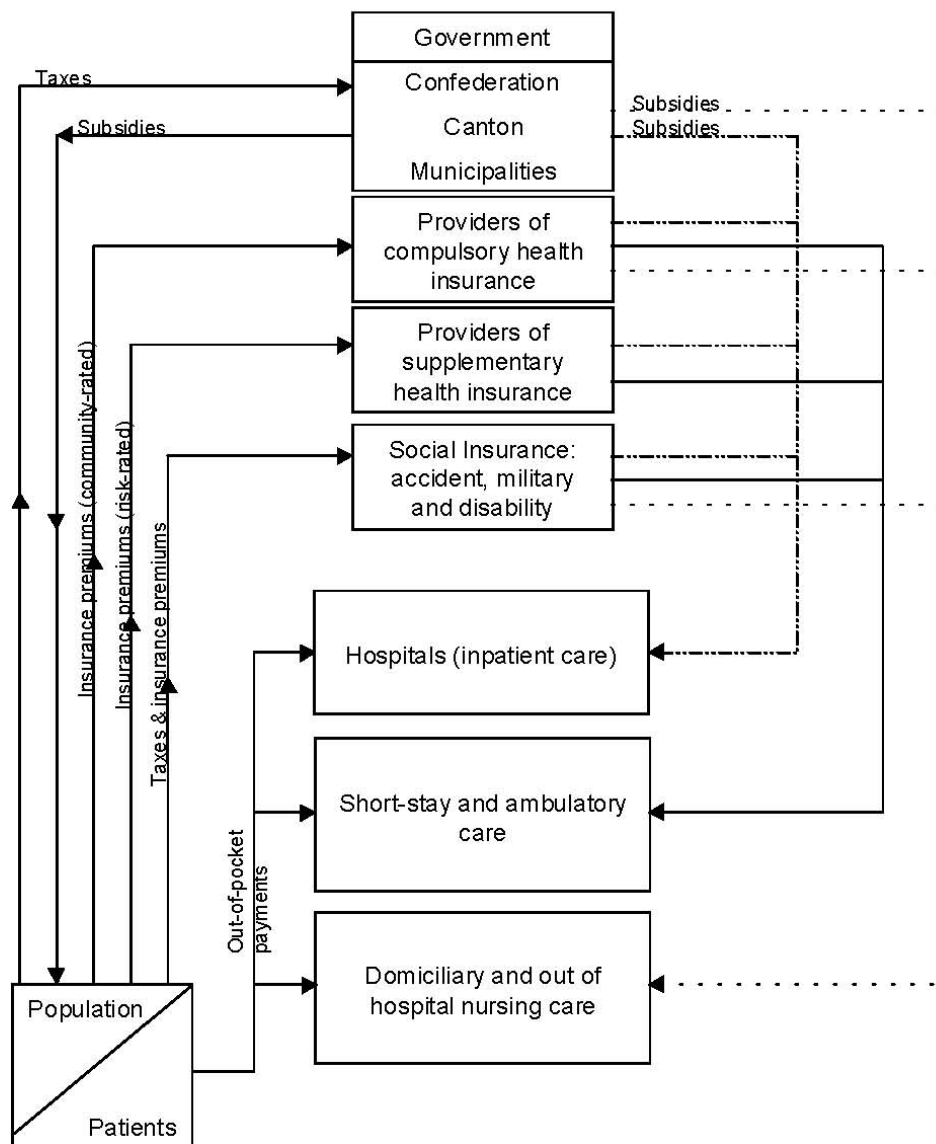 Government
Taxes
Confederation
Subsidies
Subsidies
Canton
Subsidies
Municipalities
Providers of
compulsory health
insurance
Providers of
supplementary
health insurance
Social Insurance:
accident, military
and disability
Insurance premiums (community-rated)
Insurance premiums (risk-rated)
Taxes & insurance premiums
Hospitals (inpatient care)
Short-stay and ambulatory
care
Out-of-pocket
payments
Domiciliary and out of
hospital nursing care
Population
Patients